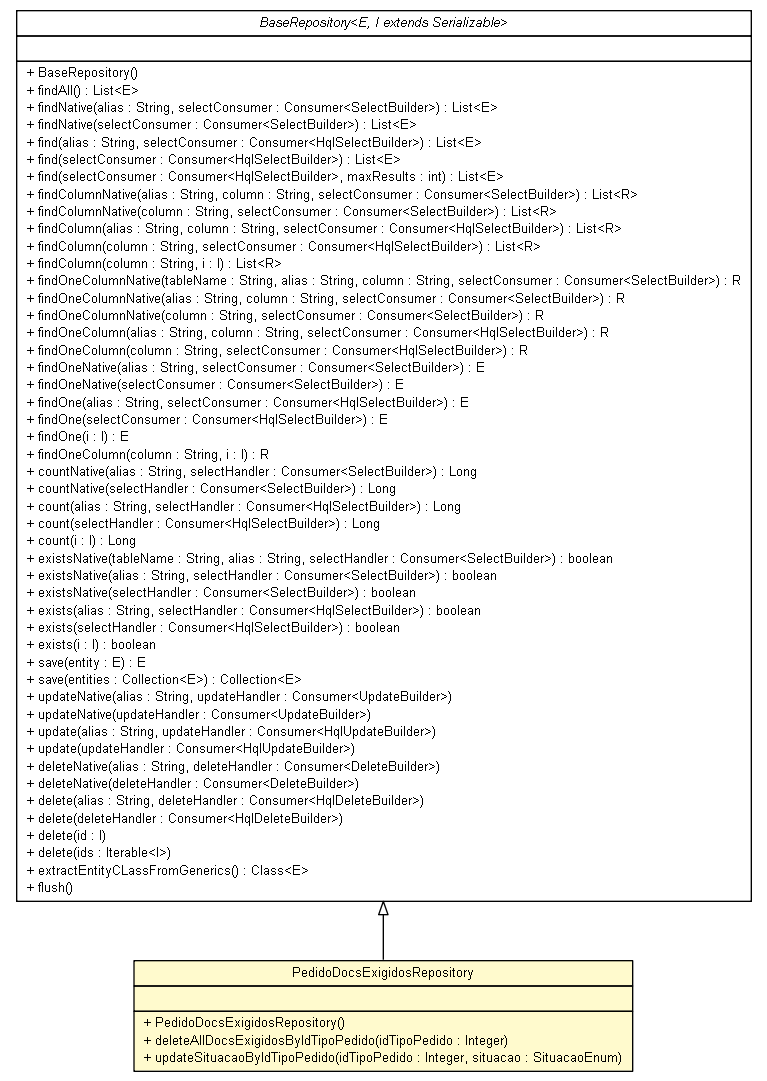 BaseRepository<E, I extends Serializable>
+ BaseRepository()
+ findAll() : List<E>
+ findNative(alias : String, selectConsumer : Consumer<SelectBuilder>) : List<E>
+ findNative(selectConsumer : Consumer<SelectBuilder>) : List<E>
+ find(alias : String, selectConsumer : Consumer<HqlSelectBuilder>) : List<E>
+ find(selectConsumer : Consumer<HqlSelectBuilder>) : List<E>
+ find(selectConsumer : Consumer<HqlSelectBuilder>, maxResults : int) : List<E>
+ findColumnNative(alias : String, column : String, selectConsumer : Consumer<SelectBuilder>) : List<R>
+ findColumnNative(column : String, selectConsumer : Consumer<SelectBuilder>) : List<R>
+ findColumn(alias : String, column : String, selectConsumer : Consumer<HqlSelectBuilder>) : List<R>
+ findColumn(column : String, selectConsumer : Consumer<HqlSelectBuilder>) : List<R>
+ findColumn(column : String, i : I) : List<R>
+ findOneColumnNative(tableName : String, alias : String, column : String, selectConsumer : Consumer<SelectBuilder>) : R
+ findOneColumnNative(alias : String, column : String, selectConsumer : Consumer<SelectBuilder>) : R
+ findOneColumnNative(column : String, selectConsumer : Consumer<SelectBuilder>) : R
+ findOneColumn(alias : String, column : String, selectConsumer : Consumer<HqlSelectBuilder>) : R
+ findOneColumn(column : String, selectConsumer : Consumer<HqlSelectBuilder>) : R
+ findOneNative(alias : String, selectConsumer : Consumer<SelectBuilder>) : E
+ findOneNative(selectConsumer : Consumer<SelectBuilder>) : E
+ findOne(alias : String, selectConsumer : Consumer<HqlSelectBuilder>) : E
+ findOne(selectConsumer : Consumer<HqlSelectBuilder>) : E
+ findOne(i : I) : E
+ findOneColumn(column : String, i : I) : R
+ countNative(alias : String, selectHandler : Consumer<SelectBuilder>) : Long
+ countNative(selectHandler : Consumer<SelectBuilder>) : Long
+ count(alias : String, selectHandler : Consumer<HqlSelectBuilder>) : Long
+ count(selectHandler : Consumer<HqlSelectBuilder>) : Long
+ count(i : I) : Long
+ existsNative(tableName : String, alias : String, selectHandler : Consumer<SelectBuilder>) : boolean
+ existsNative(alias : String, selectHandler : Consumer<SelectBuilder>) : boolean
+ existsNative(selectHandler : Consumer<SelectBuilder>) : boolean
+ exists(alias : String, selectHandler : Consumer<HqlSelectBuilder>) : boolean
+ exists(selectHandler : Consumer<HqlSelectBuilder>) : boolean
+ exists(i : I) : boolean
+ save(entity : E) : E
+ save(entities : Collection<E>) : Collection<E>
+ updateNative(alias : String, updateHandler : Consumer<UpdateBuilder>)
+ updateNative(updateHandler : Consumer<UpdateBuilder>)
+ update(alias : String, updateHandler : Consumer<HqlUpdateBuilder>)
+ update(updateHandler : Consumer<HqlUpdateBuilder>)
+ deleteNative(alias : String, deleteHandler : Consumer<DeleteBuilder>)
+ deleteNative(deleteHandler : Consumer<DeleteBuilder>)
+ delete(alias : String, deleteHandler : Consumer<HqlDeleteBuilder>)
+ delete(deleteHandler : Consumer<HqlDeleteBuilder>)
+ delete(id : I)
+ delete(ids : Iterable<I>)
+ extractEntityCLassFromGenerics() : Class<E>
+ flush()
PedidoDocsExigidosRepository
+ PedidoDocsExigidosRepository()
+ deleteAllDocsExigidosByIdTipoPedido(idTipoPedido : Integer)
+ updateSituacaoByIdTipoPedido(idTipoPedido : Integer, situacao : SituacaoEnum)